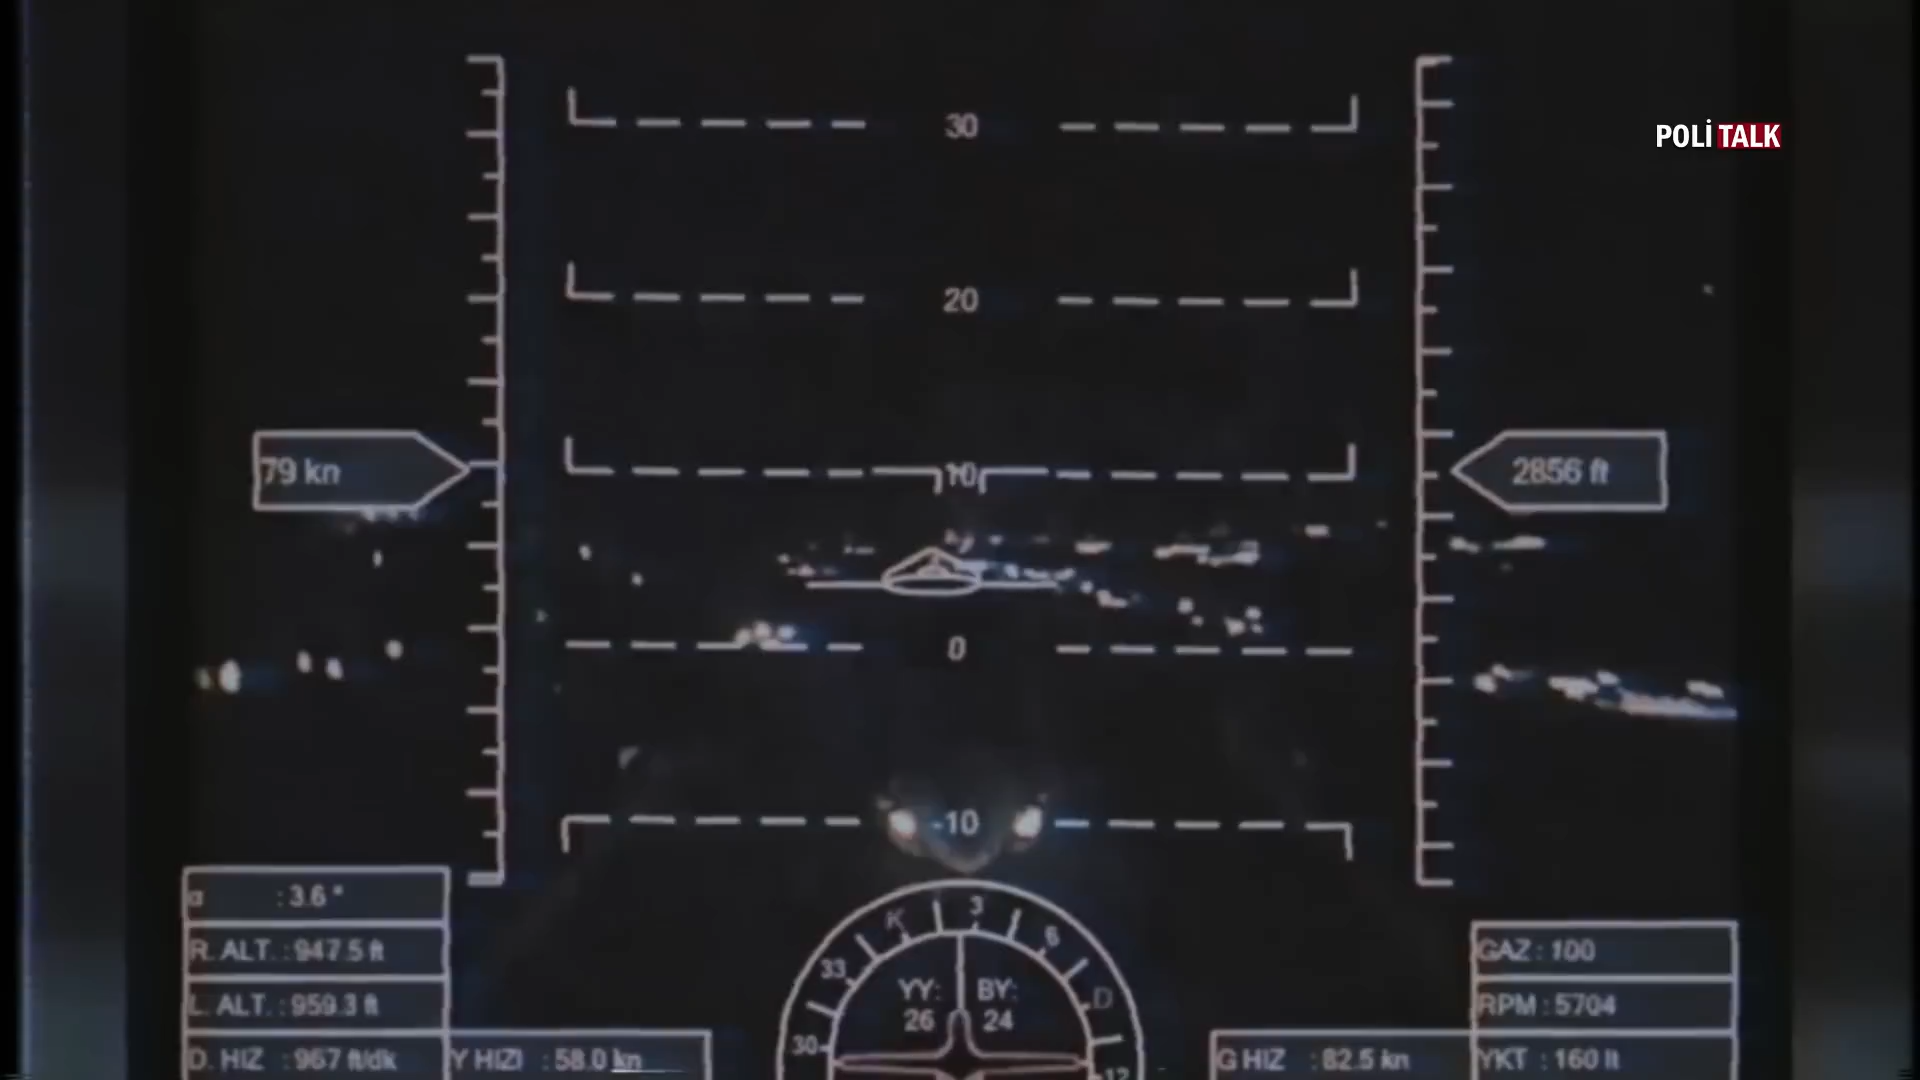 30
POLİTALK
20
79 kn
10
2856 ft
0
-10
α : 3.6 °
R. ALT. : 947.5 ft
L. ALT. : 959.3 ft
D. HIZ : 967 ft/dk
Y HIZI : 58.0 kn
30 33 K 3 6 D 12
YY: 26
BY: 24
GAZ : 100
RPM : 5704
G HIZ : 82.5 kn
YKT : 160 lt